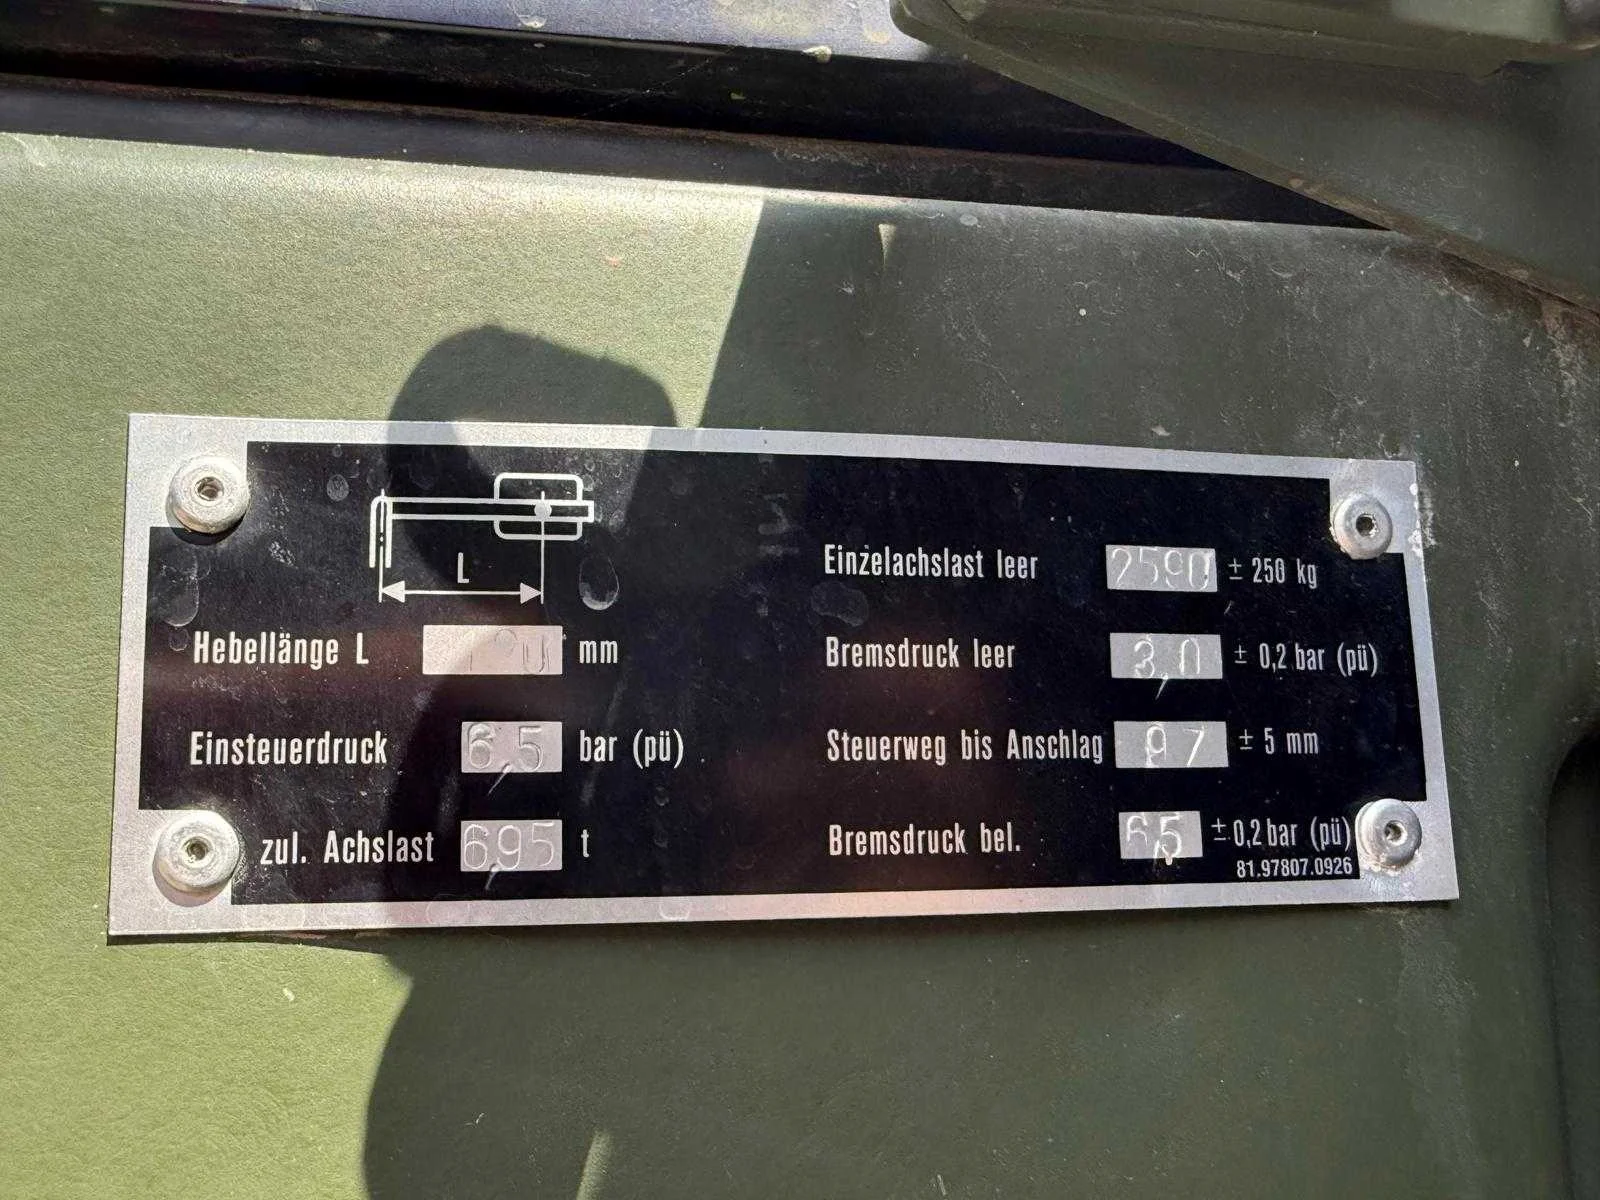 L
Hebellänge L mm
Einsteuerdruck 6,5 bar (pü)
zul. Achslast 6,95 t
Einzelachslast leer 2590 ± 250 kg
Bremsdruck leer 3,0 ± 0,2 bar (pü)
Steuerweg bis Anschlag 97 ± 5 mm
Bremsdruck bel. 6,5 ± 0,2 bar (pü)
81.97807.0926